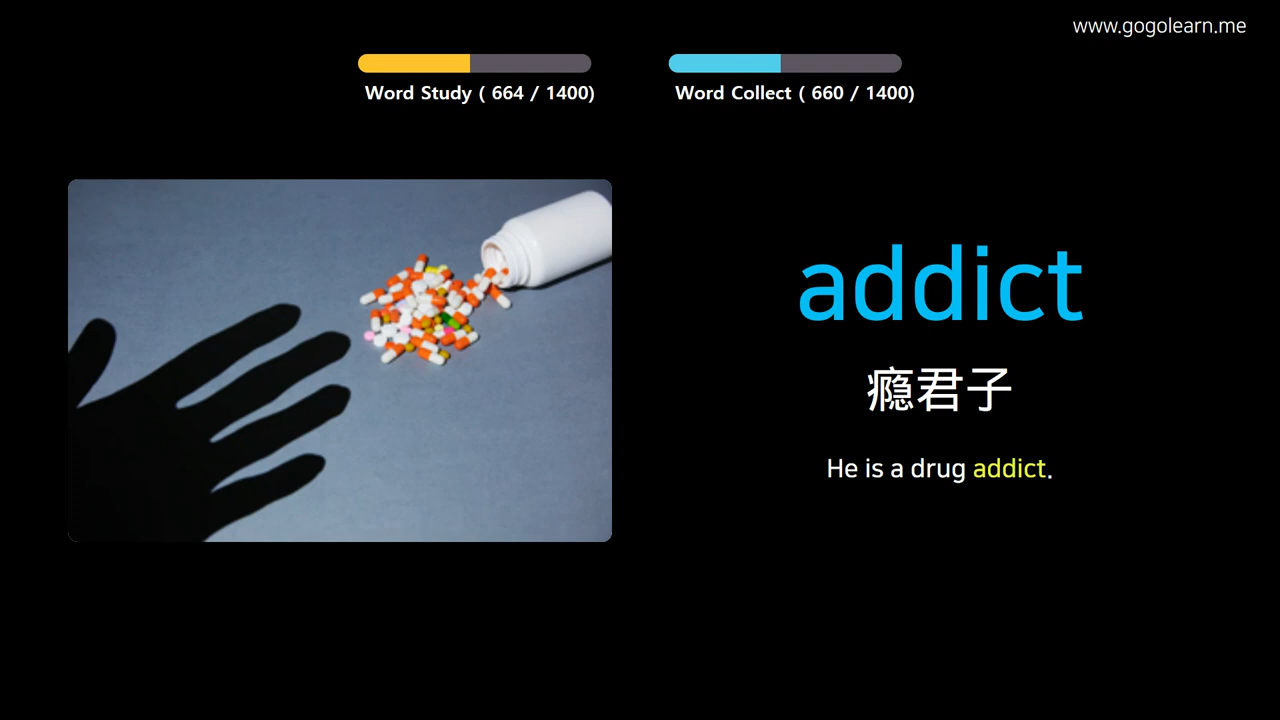 www.gogolearn.me
Word Study ( 664 / 1400)
Word Collect ( 660 / 1400)
addict
瘾君子
He is a drug addict.